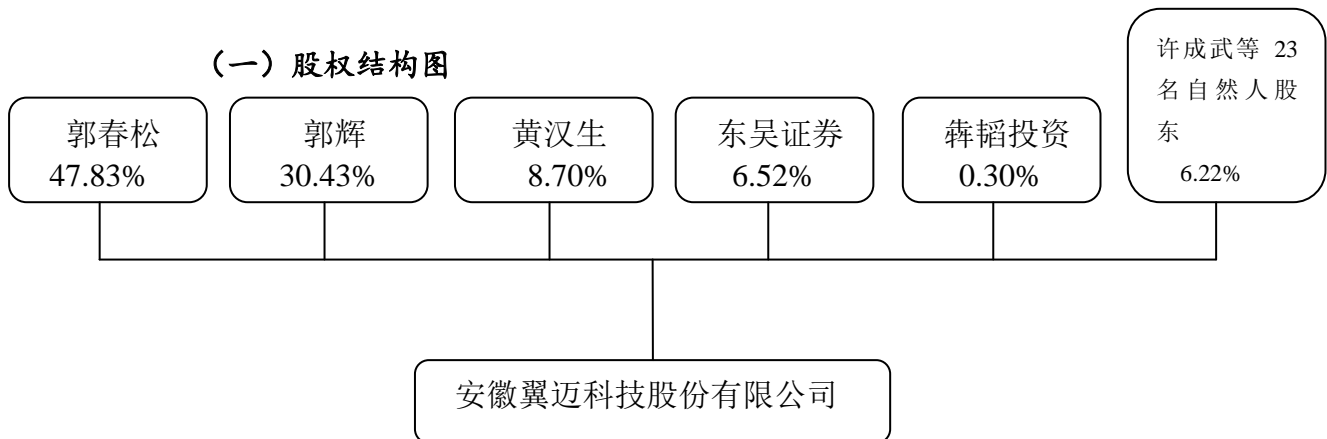 （一）股权结构图
郭春松
47.83%
郭辉
30.43%
黄汉生
8.70%
东吴证券
6.52%
犇韬投资
0.30%
许成武等 23
名自然人股
东
6.22%
安徽翼迈科技股份有限公司